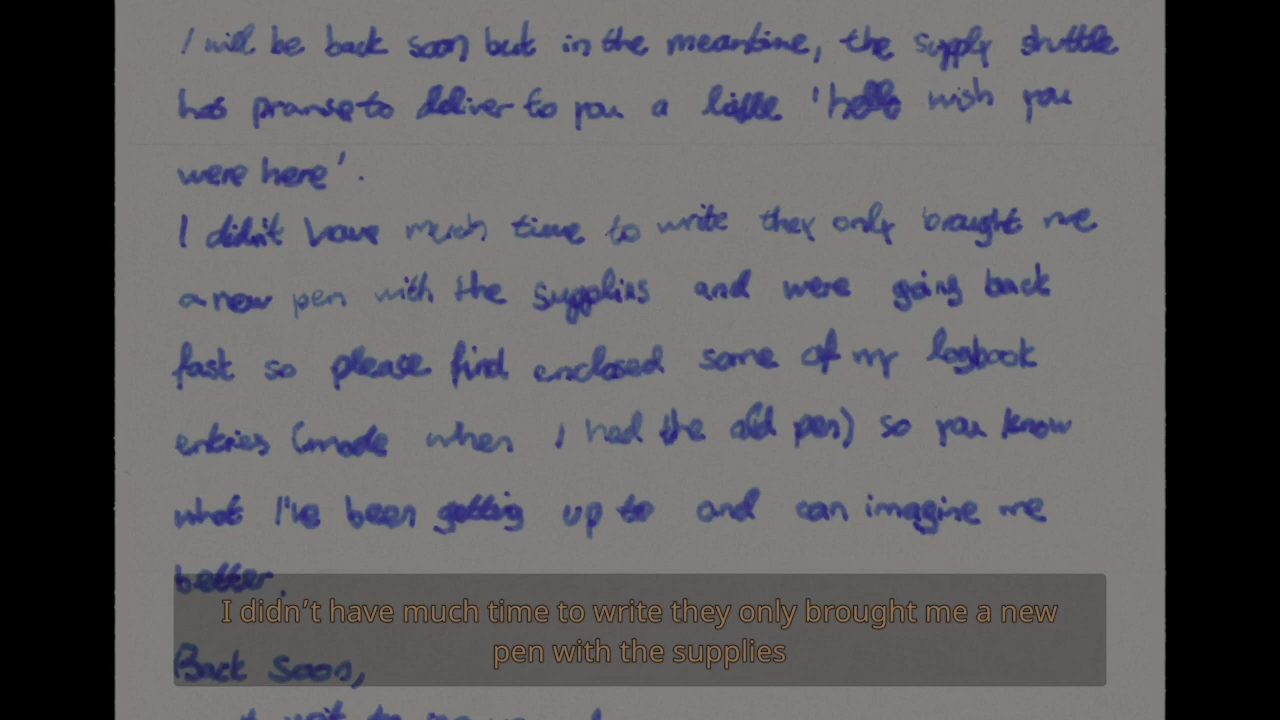 I will be back soon but in the meantime, the supply shuttle
has promise to deliver to you a little 'hello wish you
were here'.
I didn't have much time to write they only brought me
a new pen with the supplies and were going back
fast so please find enclosed some of my logbook
entries (made when I had the old pen) so you know
what I've been getting up to and can imagine me
better.
I didn’t have much time to write they only brought me a new
pen with the supplies
Back soon,